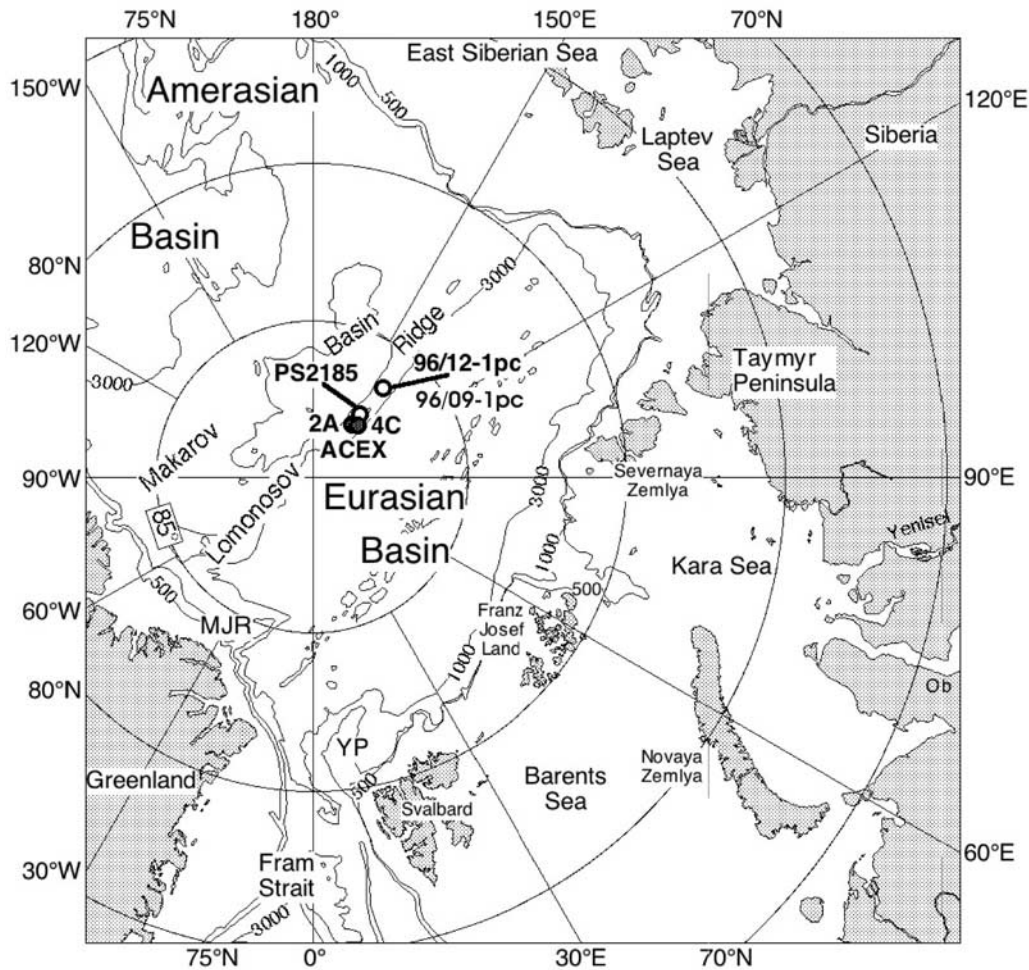 75°N
180°
150°E
70°N
East Siberian Sea
1000
500
150°W
Amerasian
120°E
Laptev
Sea
Siberia
Basin
80°N
3000
Basin
Ridge
120°W
3000
PS2185
96/12-1pc
96/09-1pc
Taymyr
Peninsula
2A
4C
ACEX
Makarov
Lomonosov
90°W
Severnaya
Zemlya
90°E
Eurasian
3000
85°
Basin
1000
Yenisei
Kara Sea
500
500
60°W
MJR
Franz
Josef
Land
1000
80°N
Ob
YP
Novaya
Zemlya
Greenland
500
Barents
Sea
Svalbard
60°E
30°W
Fram
Strait
3000
75°N
0°
30°E
70°N